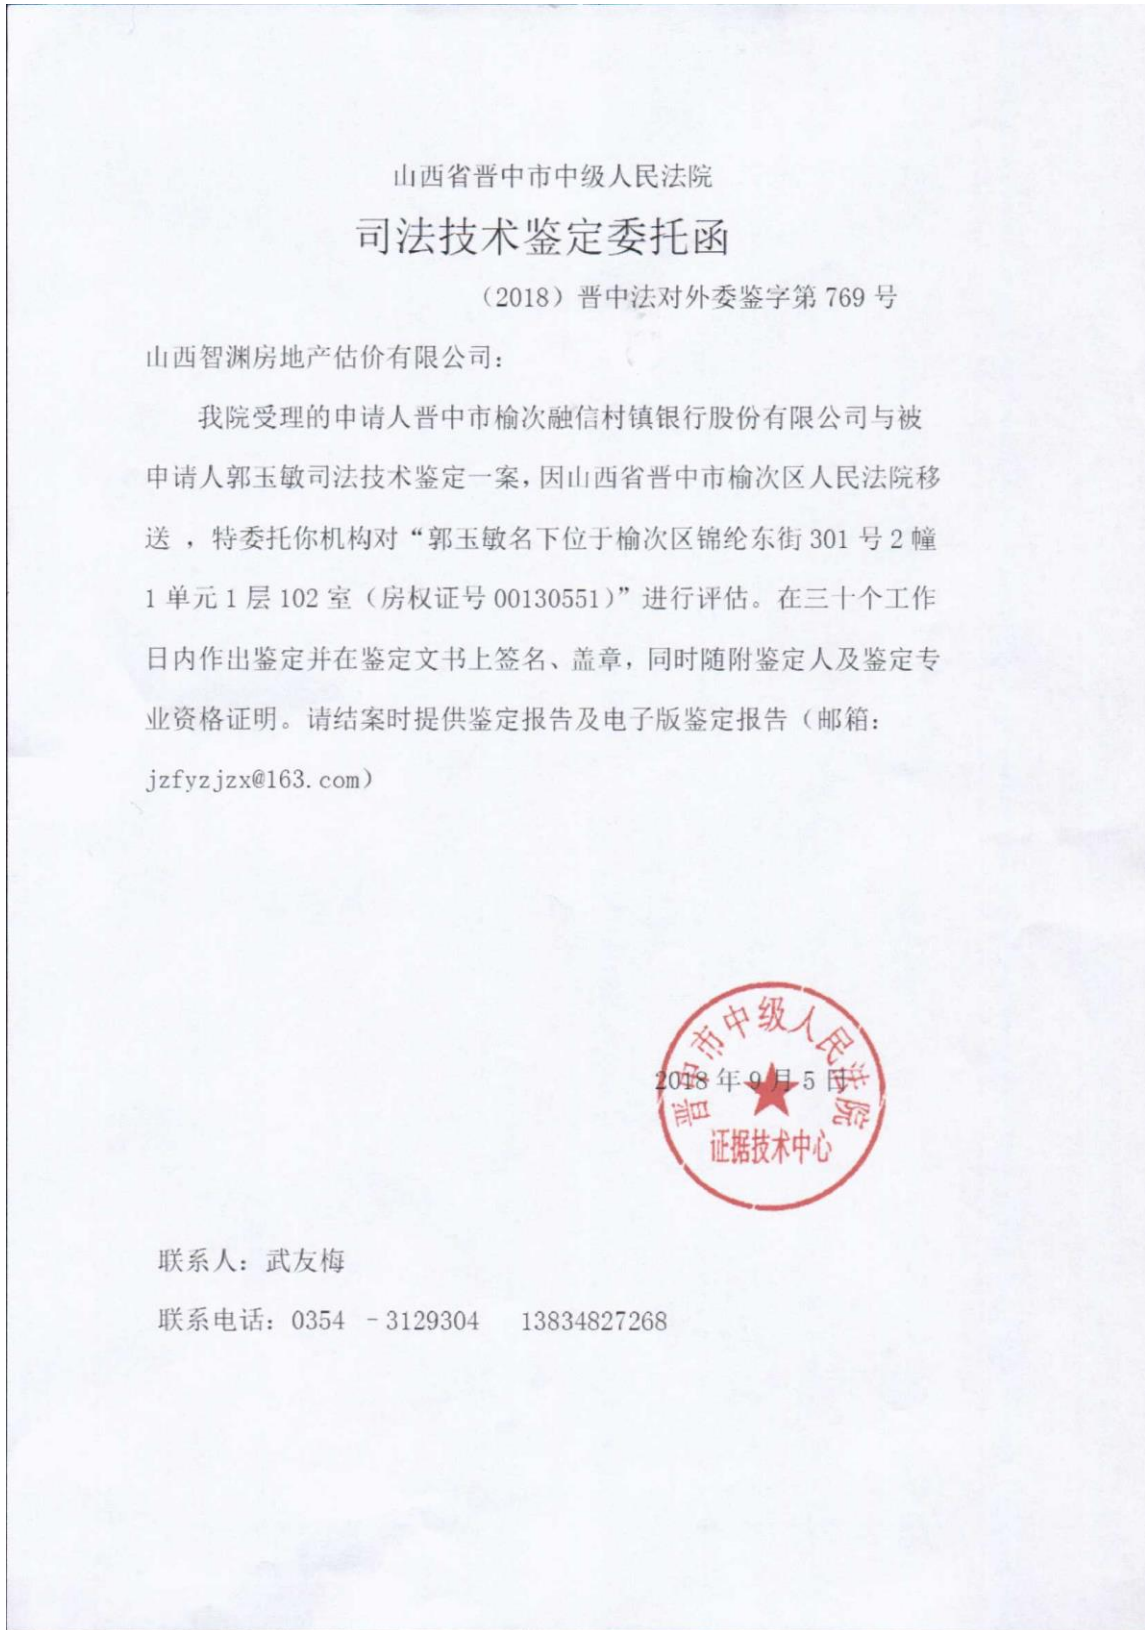 山西省晋中市中级人民法院
司法技术鉴定委托函
（2018）晋中法对外委鉴字第 769 号
山西智渊房地产估价有限公司：
我院受理的申请人晋中市榆次融信村镇银行股份有限公司与被
申请人郭玉敏司法技术鉴定一案，因山西省晋中市榆次区人民法院移
送 ，特委托你机构对“郭玉敏名下位于榆次区锦纶东街 301 号 2 幢
1 单元 1 层 102 室（房权证号 00130551）”进行评估。在三十个工作
日内作出鉴定并在鉴定文书上签名、盖章，同时随附鉴定人及鉴定专
业资格证明。请结案时提供鉴定报告及电子版鉴定报告（邮箱：
jzfyzjzx@163.com）
晋中市中级人民法院
2018 年 9 月 5 日
证据技术中心
联系人：武友梅
联系电话：0354 －3129304 13834827268